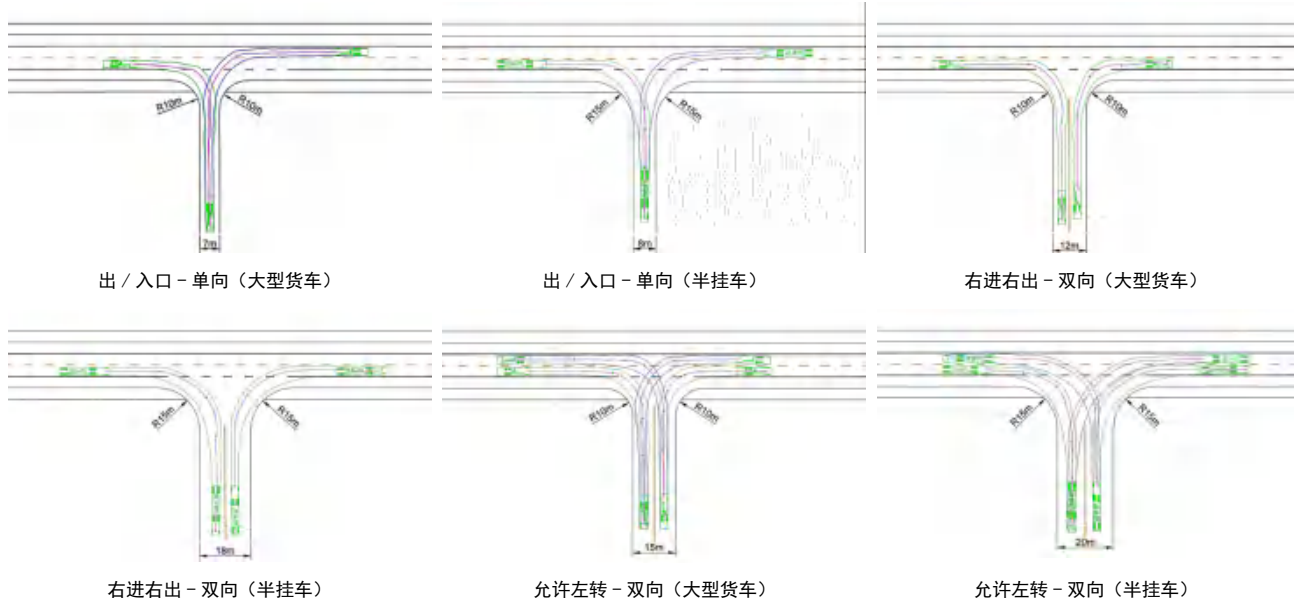 R10m R10m
7m
出 / 入口 – 单向（大型货车）
R15m R15m
8m
出 / 入口 – 单向（半挂车）
R10m R10m
12m
右进右出 – 双向（大型货车）
R15m R15m
18m
右进右出 – 双向（半挂车）
R10m R10m
15m
允许左转 – 双向（大型货车）
R15m R15m
20m
允许左转 – 双向（半挂车）